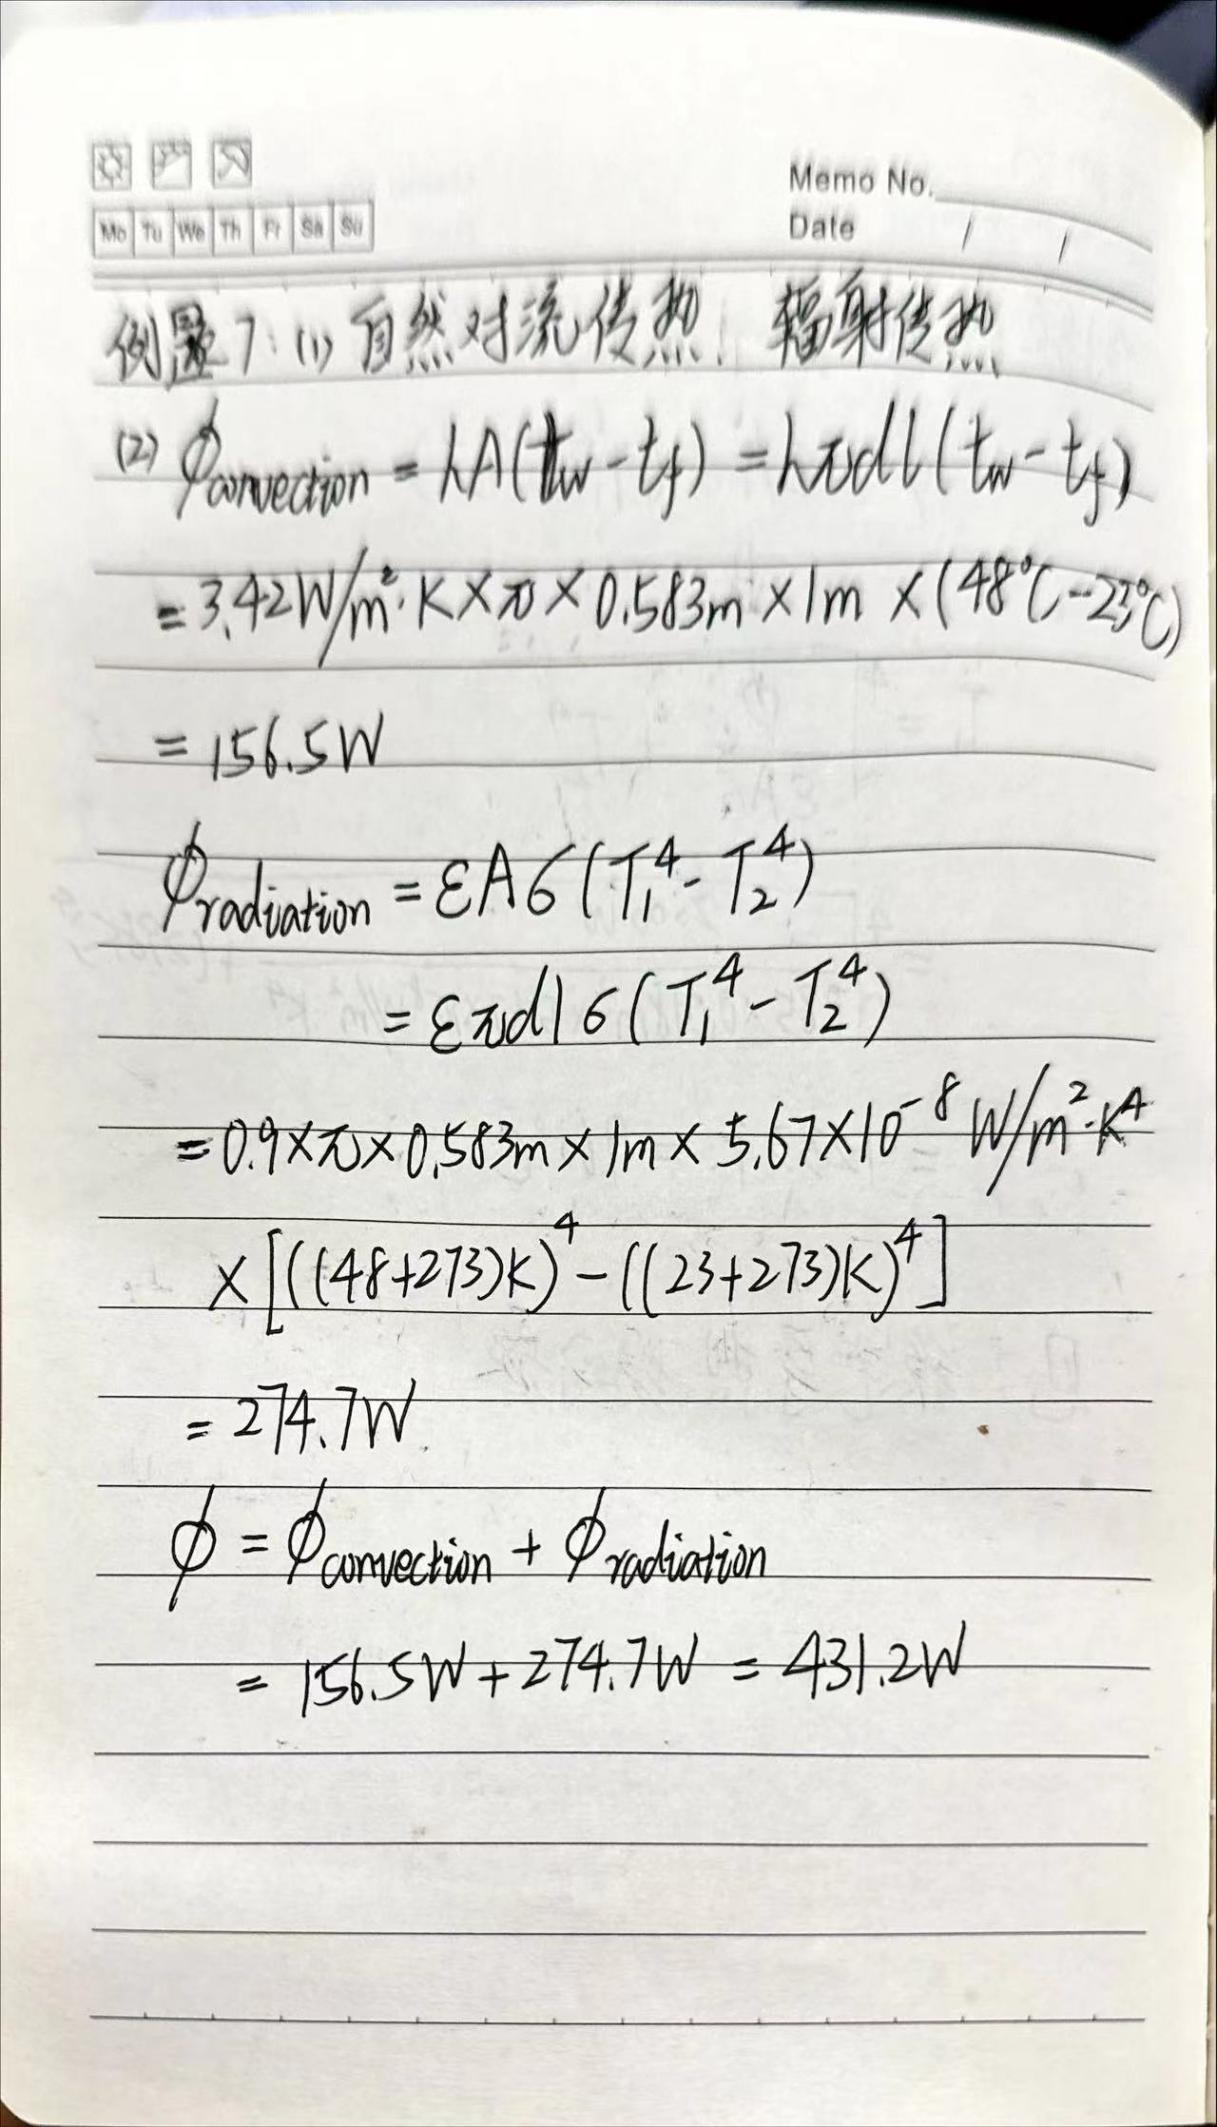 Memo No.
Mo Tu We Th Fr Sa Su
Date / /
例题7:(1) 自然对流传热! 辐射传热
(2) ϕconvection = hA(tw-tf) = hπdl(tw-tf)
= 3.42W/m²·K×π×0.583m×1m×(48℃-23℃)
= 156.5W
ϕradiation = εAσ(T₁⁴-T₂⁴)
= επdlσ(T₁⁴-T₂⁴)
= 0.9×π×0.583m×1m×5.67×10⁻⁸W/m²·K⁴
×[((48+273)K)⁴-((23+273)K)⁴]
= 274.7W
ϕ = ϕconvection + ϕradiation
= 156.5W+274.7W = 431.2W